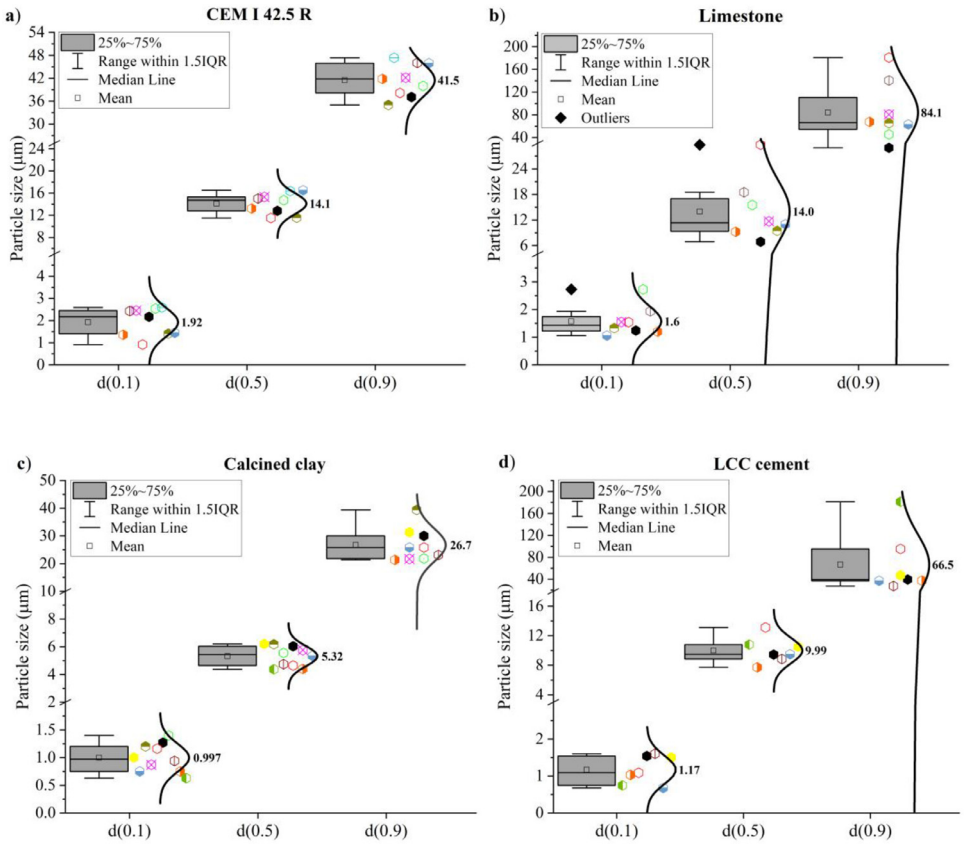 a)
CEM I 42.5 R
25%~75%
Range within 1.5IQR
Median Line
Mean
Particle size (µm)
54
48
42
36
30
20
16
12
8
4
3
2
1
0
1.92
14.1
41.5
d(0.1) d(0.5) d(0.9)
b)
Limestone
25%~75%
Range within 1.5IQR
Median Line
Mean
Outliers
Particle size (µm)
200
160
120
80
40
24
18
12
6
3
2
1
0
1.6
14.0
84.1
d(0.1) d(0.5) d(0.9)
c)
Calcined clay
25%~75%
Range within 1.5IQR
Median Line
Mean
Particle size (µm)
50
40
30
20
10
8
6
4
2
1.5
1.0
0.5
0.0
0.997
5.32
26.7
d(0.1) d(0.5) d(0.9)
d)
LCC cement
25%~75%
Range within 1.5IQR
Median Line
Mean
Particle size (µm)
200
160
120
80
40
16
12
8
4
2
1
0
1.17
9.99
66.5
d(0.1) d(0.5) d(0.9)